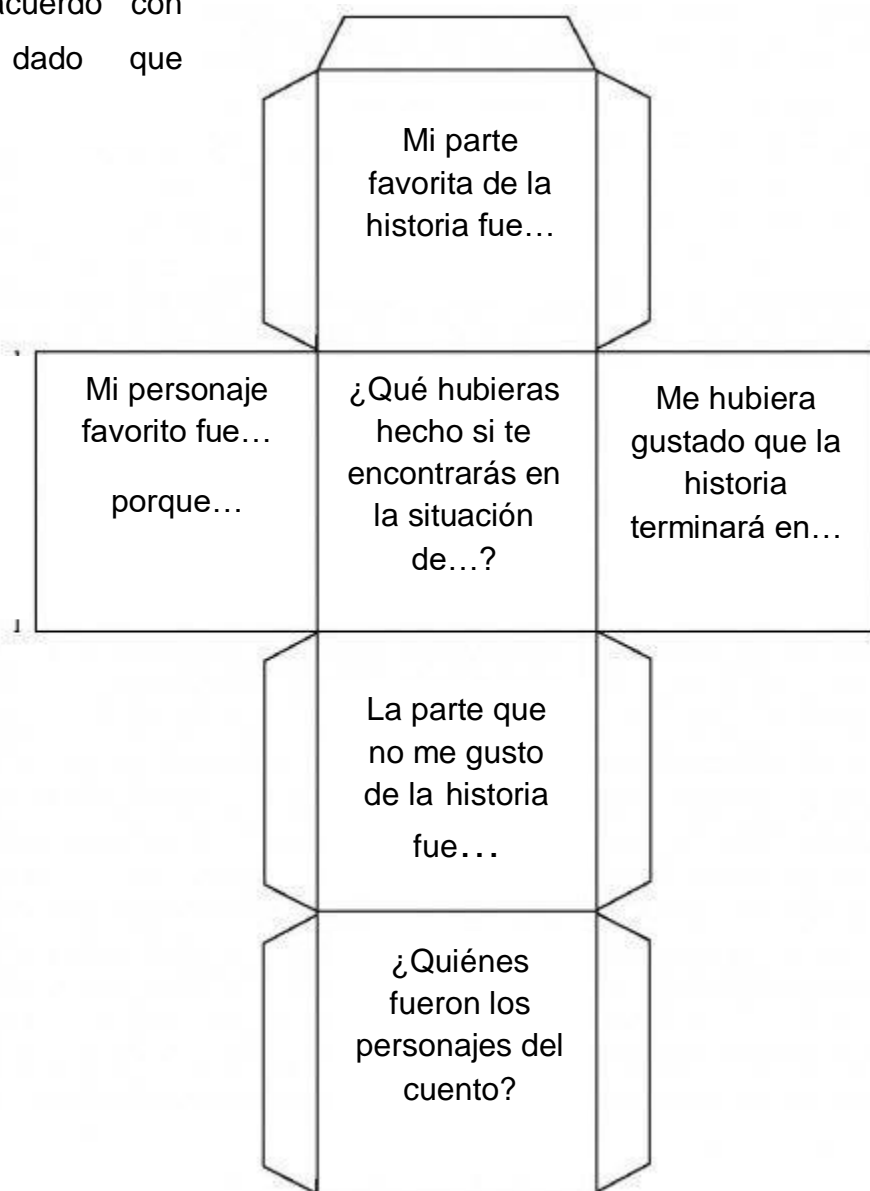 acuerdo con
dado que
Mi parte
favorita de la
historia fue…
Mi personaje
favorito fue…
porque…
¿Qué hubieras
hecho si te
encontrarás en
la situación
de…?
Me hubiera
gustado que la
historia
terminará en…
La parte que
no me gusto
de la historia
fue…
¿Quiénes
fueron los
personajes del
cuento?